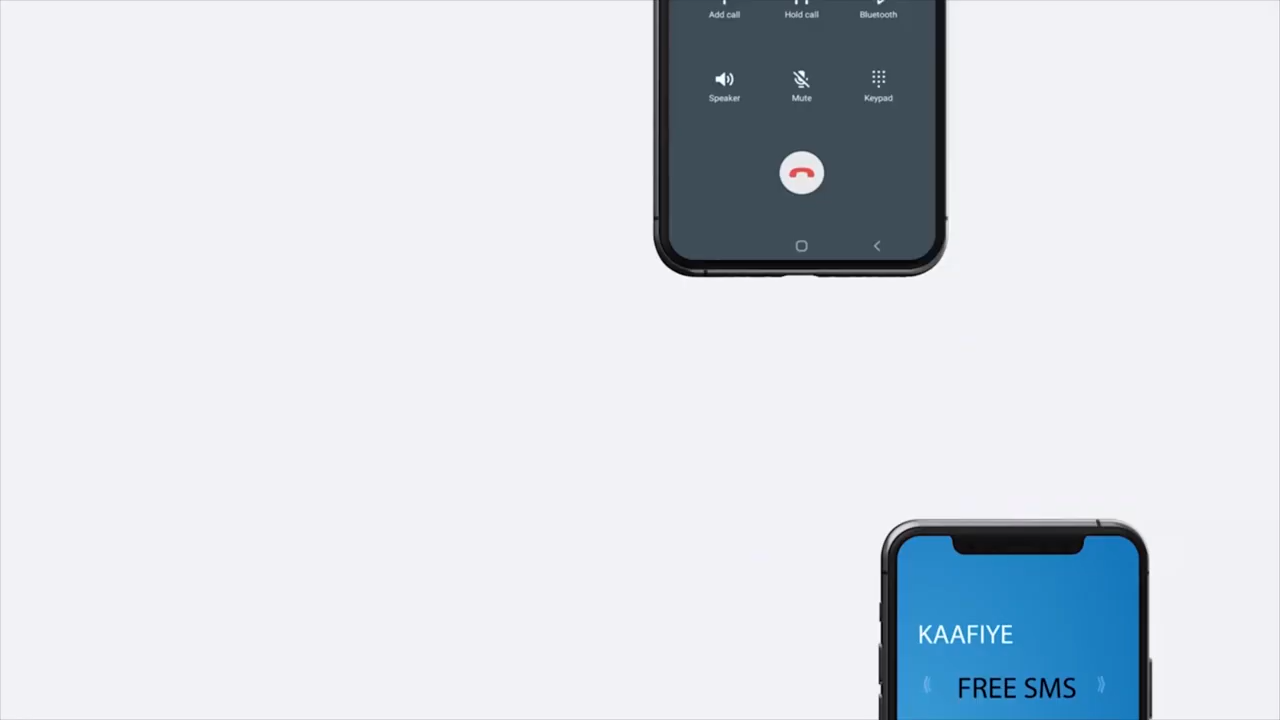 Add call Hold call Bluetooth
Speaker Mute Keypad
KAAFIYE
FREE SMS